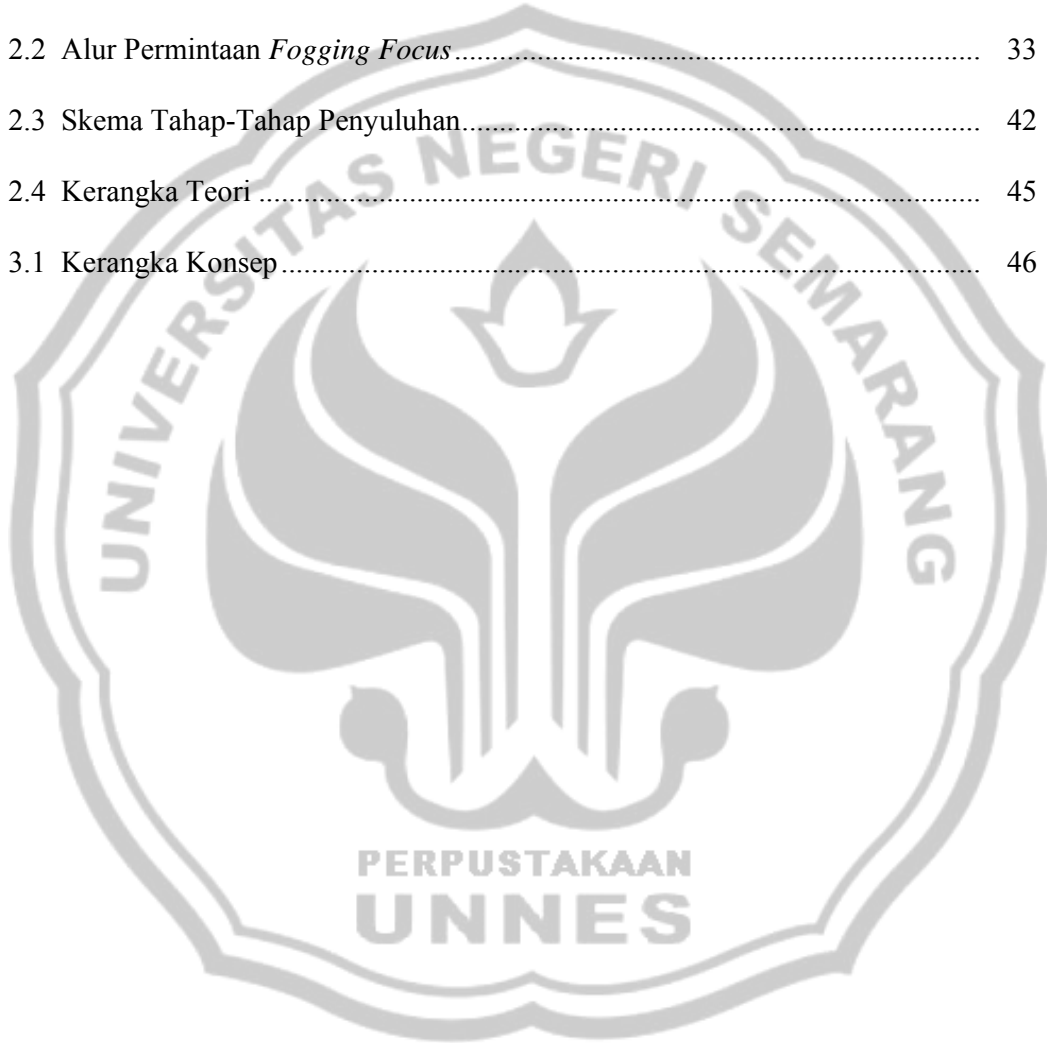 2.2 Alur Permintaan Fogging Focus .......................................................................... 33
2.3 Skema Tahap-Tahap Penyuluhan.......................................................................... 42
2.4 Kerangka Teori .......................................................................... 45
3.1 Kerangka Konsep.......................................................................... 46
UNIVERSITAS NEGERI SEMARANG
PERPUSTAKAAN
UNNES